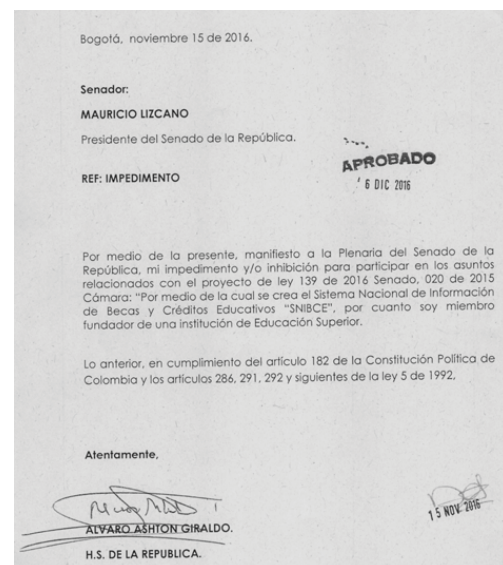 Bogotá, noviembre 15 de 2016.
Senador:
MAURICIO LIZCANO
Presidente del Senado de la República.
APROBADO
6 DIC 2016
REF: IMPEDIMENTO
Por medio de la presente, manifiesto a la Plenaria del Senado de la
República, mi impedimento y/o inhibición para participar en los asuntos
relacionados con el proyecto de ley 139 de 2016 Senado, 020 de 2015
Cámara: “Por medio de la cual se crea el Sistema Nacional de Información
de Becas y Créditos Educativos “SNIBCE”, por cuanto soy miembro
fundador de una institución de Educación Superior.
Lo anterior, en cumplimiento del artículo 182 de la Constitución Política de
Colombia y los artículos 286, 291, 292 y siguientes de la ley 5 de 1992,
Atentamente,
ALVARO ASHTON GIRALDO.
15 NOV 2016
H.S. DE LA REPUBLICA.